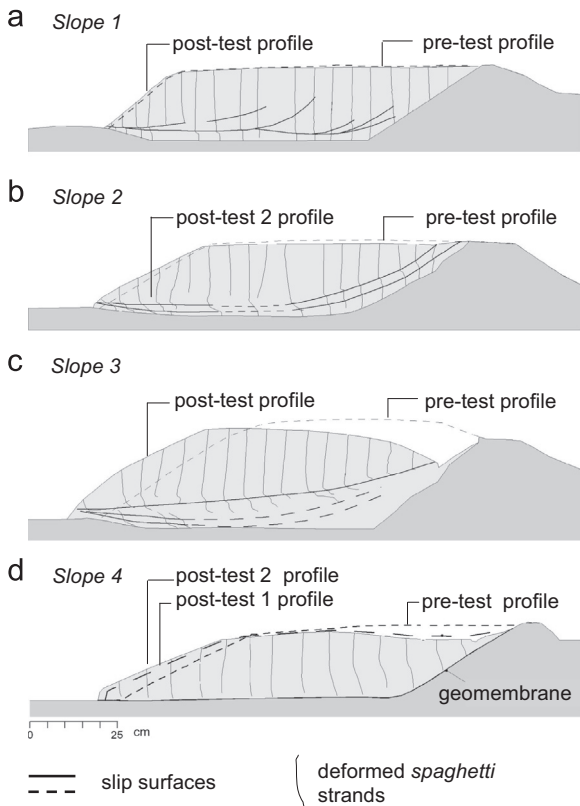 a Slope 1
post-test profile pre-test profile
b Slope 2
post-test 2 profile pre-test profile
c Slope 3
post-test profile pre-test profile
d Slope 4
post-test 2 profile
post-test 1 profile pre-test profile
geomembrane
0 25 cm
slip surfaces
deformed spaghetti
strands